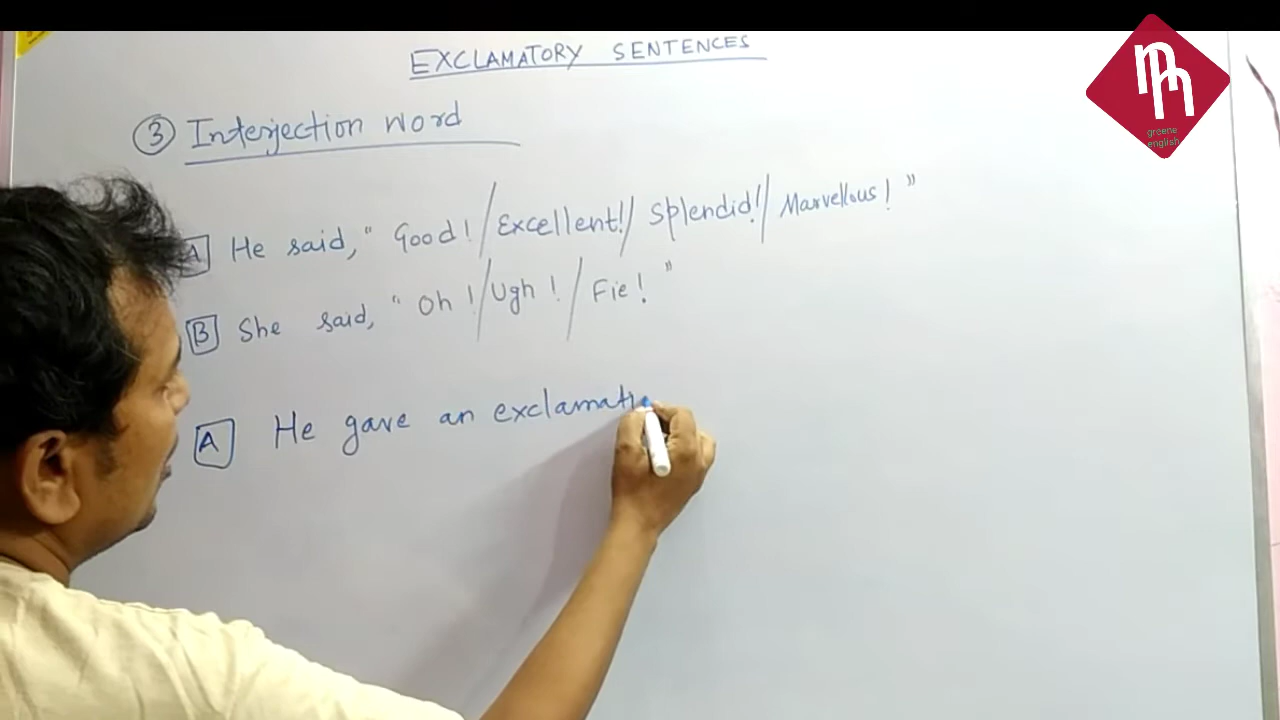 EXCLAMATORY SENTENCES
③ Interjection word
A He said, " Good! / Excellent! / Splendid! / Marvellous! "
B She said, " Oh! / Ugh! / Fie! "
A He gave an exclamatio
greene
english